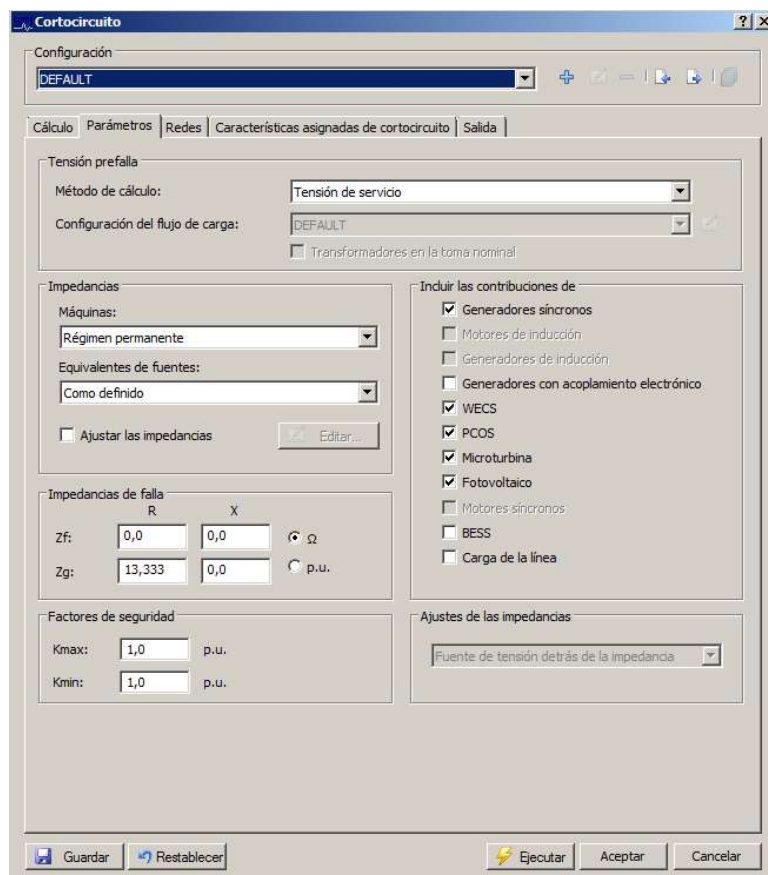 Cortocircuito
Configuración
DEFAULT
Cálculo Parámetros Redes Características asignadas de cortocircuito Salida
Tensión prefalla
Método de cálculo: Tensión de servicio
Configuración del flujo de carga: DEFAULT
Transformadores en la toma nominal
Impedancias
Máquinas:
Régimen permanente
Equivalentes de fuentes:
Como definido
Ajustar las impedancias Editar...
Incluir las contribuciones de
Generadores síncronos
Motores de inducción
Generadores de inducción
Generadores con acoplamiento electrónico
WECS
PCOS
Microturbina
Fotovoltaico
Motores síncronos
BESS
Carga de la línea
Impedancias de falla
R X
Zf: 0,0 0,0 Ω
Zg: 13,333 0,0 p.u.
Factores de seguridad
Kmax: 1,0 p.u.
Kmin: 1,0 p.u.
Ajustes de las impedancias
Fuente de tensión detrás de la impedancia
Guardar Restablecer Ejecutar Aceptar Cancelar